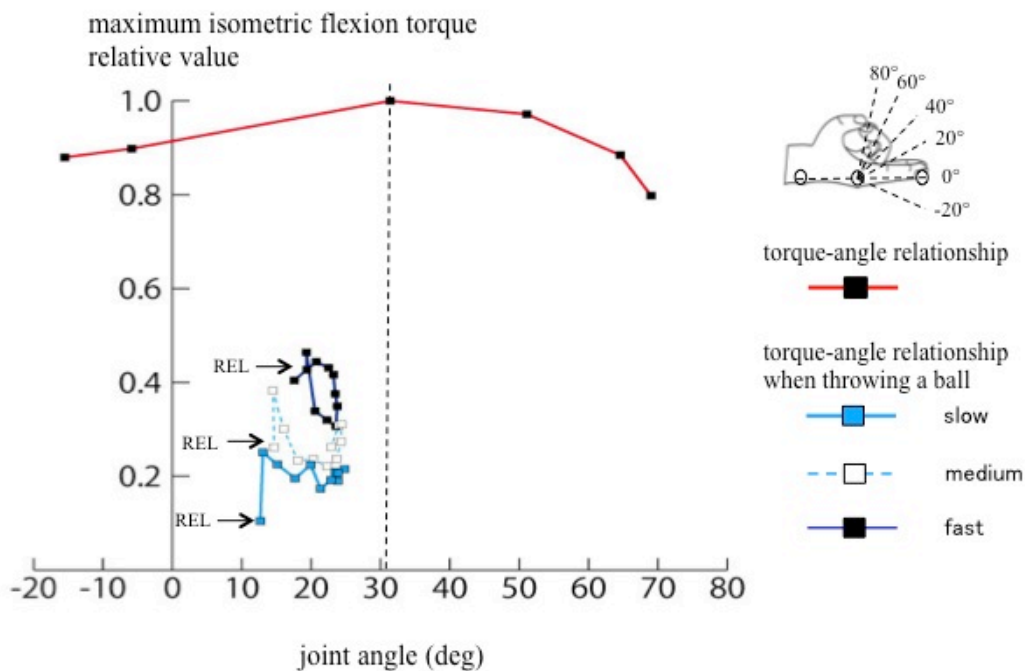 maximum isometric flexion torque
relative value
1.0
0.8
0.6
0.4
0.2
REL
REL
REL
-20 -10 0 10 20 30 40 50 60 70 80
joint angle (deg)
80°
60°
40°
20°
0°
-20°
torque-angle relationship
torque-angle relationship
when throwing a ball
slow
medium
fast